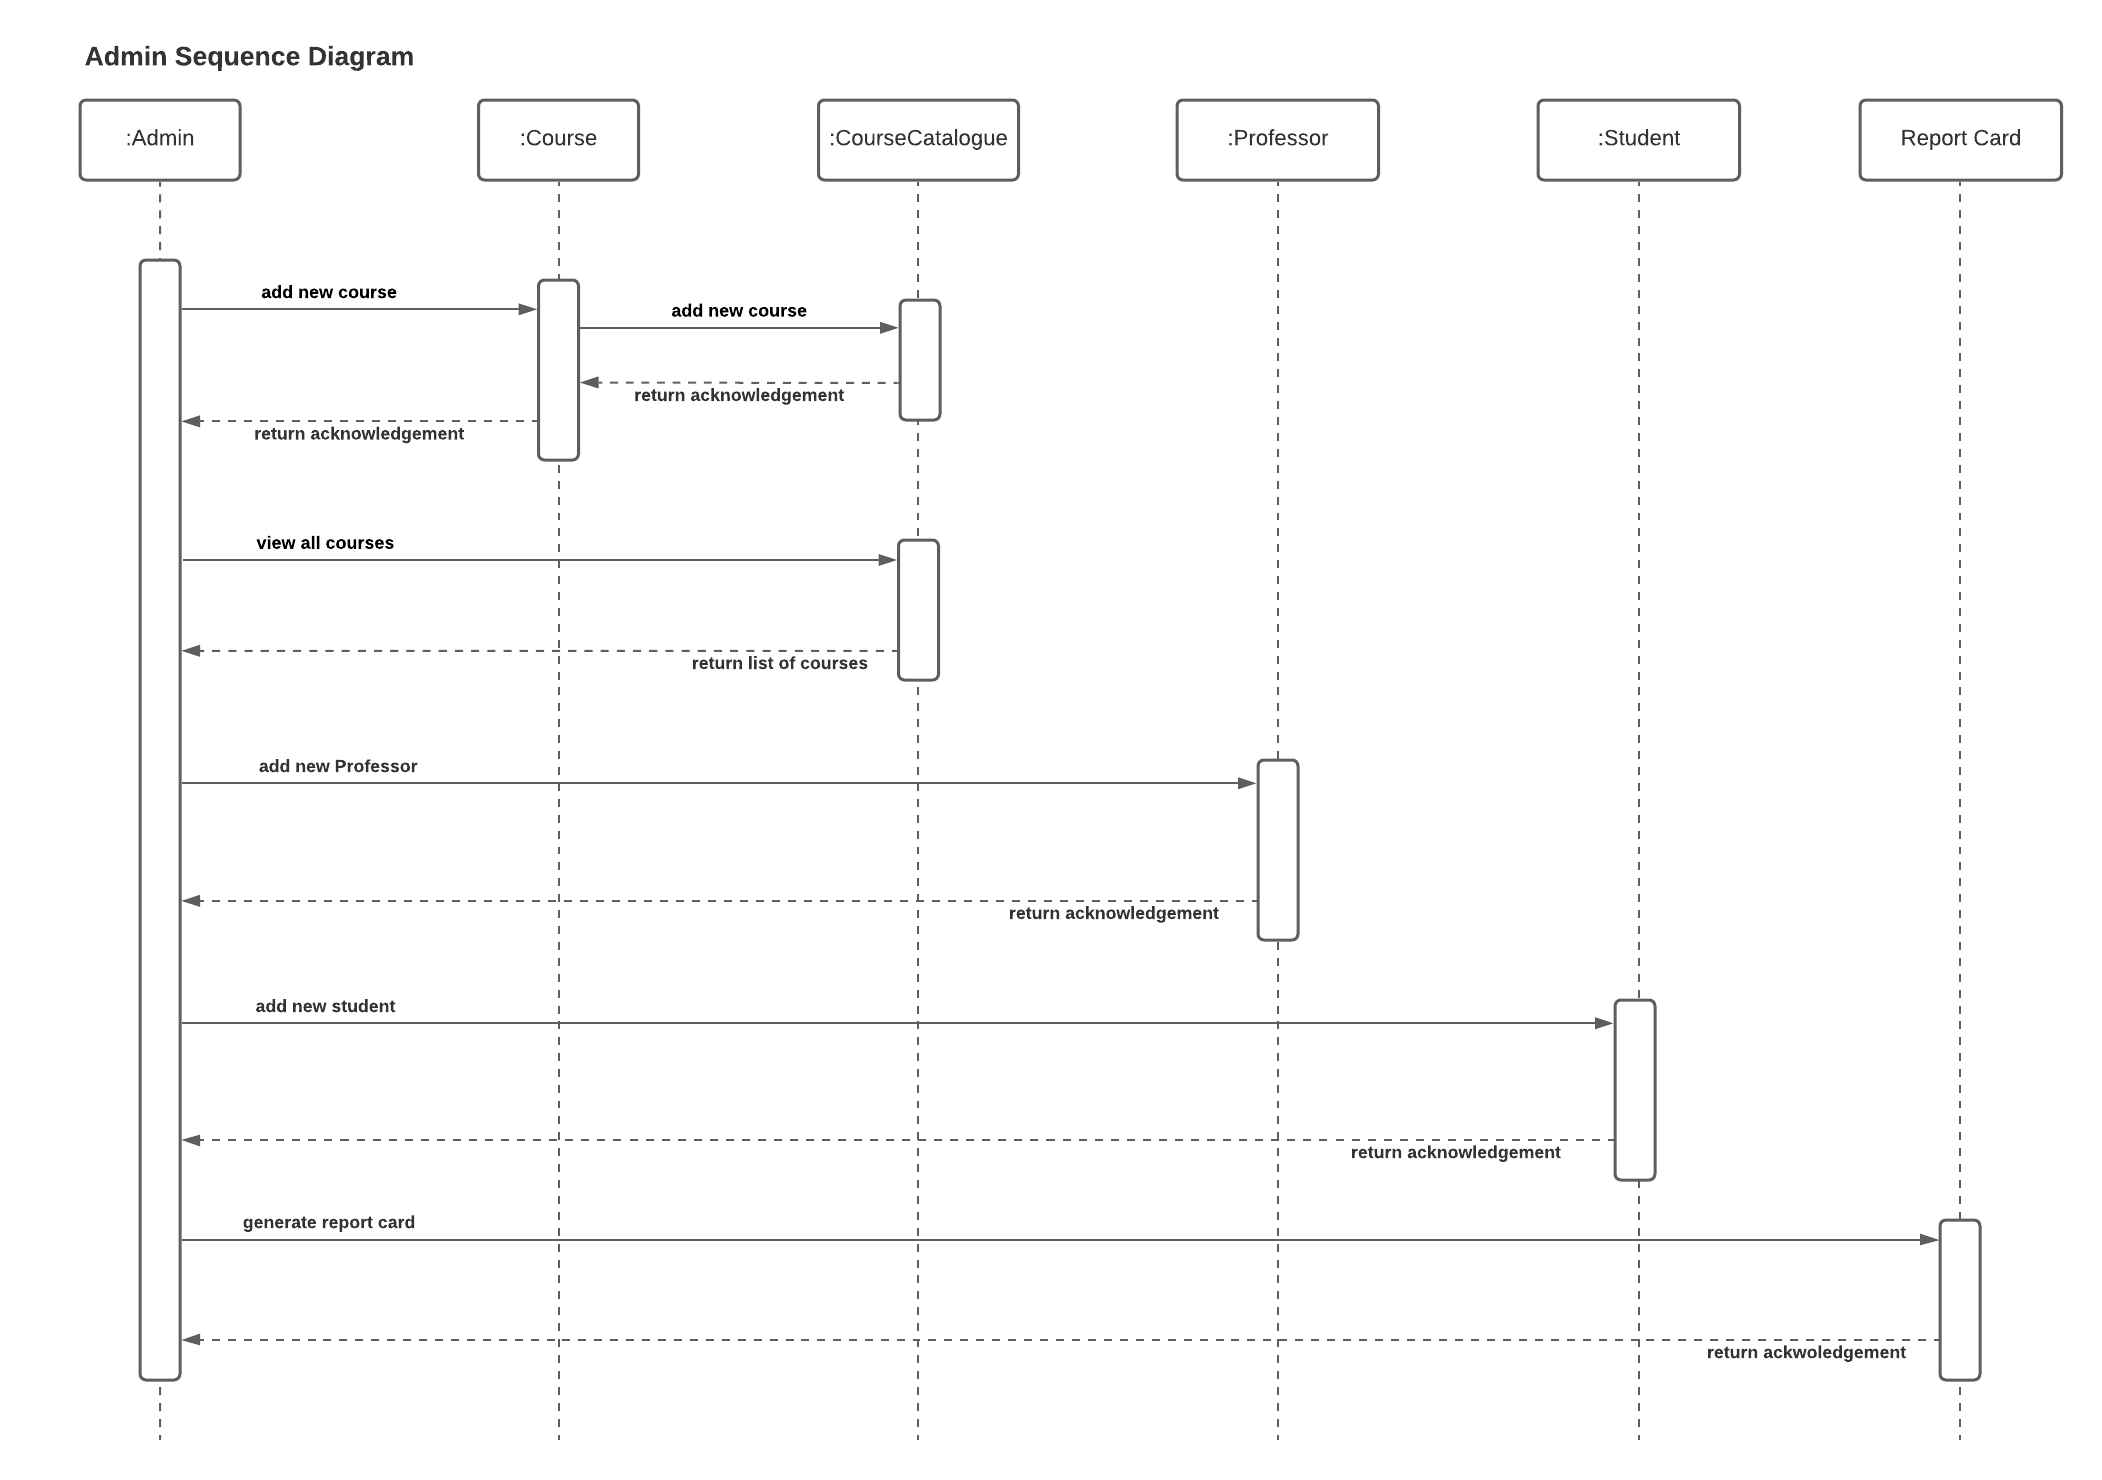 Admin Sequence Diagram
:Admin
:Course
:CourseCatalogue
:Professor
:Student
Report Card
add new course
add new course
return acknowledgement
return acknowledgement
view all courses
return list of courses
add new Professor
return acknowledgement
add new student
return acknowledgement
generate report card
return ackwoledgement